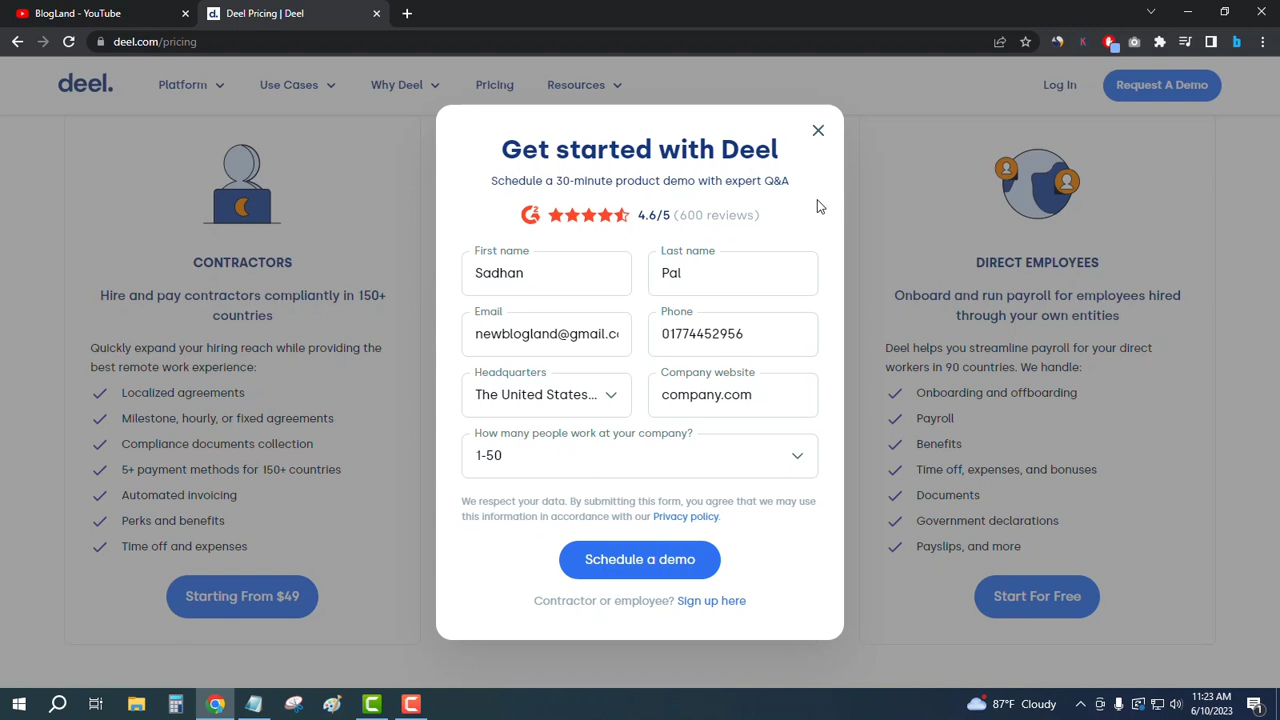 BlogLand - YouTube
Deel Pricing | Deel
deel.com/pricing
deel.
Platform
Use Cases
Why Deel
Pricing
Resources
Log In
Request A Demo
Get started with Deel
Schedule a 30-minute product demo with expert Q&A
4.6/5 (600 reviews)
First name
Sadhan
Last name
Pal
Email
newblogland@gmail.co
Phone
01774452956
Headquarters
The United States...
Company website
company.com
How many people work at your company?
1-50
We respect your data. By submitting this form, you agree that we may use
this information in accordance with our Privacy policy.
Schedule a demo
Contractor or employee? Sign up here
CONTRACTORS
Hire and pay contractors compliantly in 150+
countries
Quickly expand your hiring reach while providing the
best remote work experience:
Localized agreements
Milestone, hourly, or fixed agreements
Compliance documents collection
5+ payment methods for 150+ countries
Automated invoicing
Perks and benefits
Time off and expenses
Starting From $49
DIRECT EMPLOYEES
Onboard and run payroll for employees hired
through your own entities
Deel helps you streamline payroll for your direct
workers in 90 countries. We handle:
Onboarding and offboarding
Payroll
Benefits
Time off, expenses, and bonuses
Documents
Government declarations
Payslips, and more
Start For Free
87°F Cloudy
11:23 AM
6/10/2023